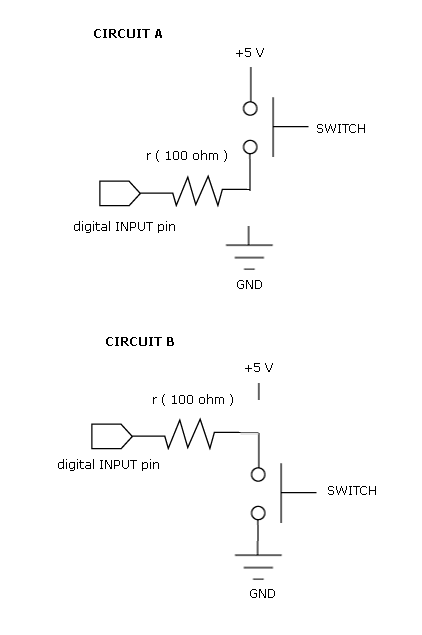 CIRCUIT A
+5 V
SWITCH
r ( 100 ohm )
digital INPUT pin
GND
CIRCUIT B
+5 V
r ( 100 ohm )
digital INPUT pin
SWITCH
GND